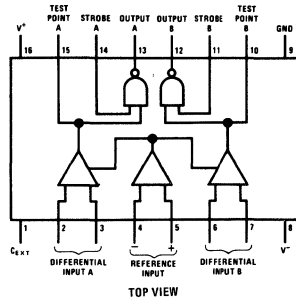 TEST POINT A
STROBE A
OUTPUT A
OUTPUT B
STROBE B
TEST POINT B
V+
GND
16 15 14 13 12 11 10 9
1 2 3 4 5 6 7 8
- +
CEXT
DIFFERENTIAL INPUT A
REFERENCE INPUT
DIFFERENTIAL INPUT B
V-
TOP VIEW